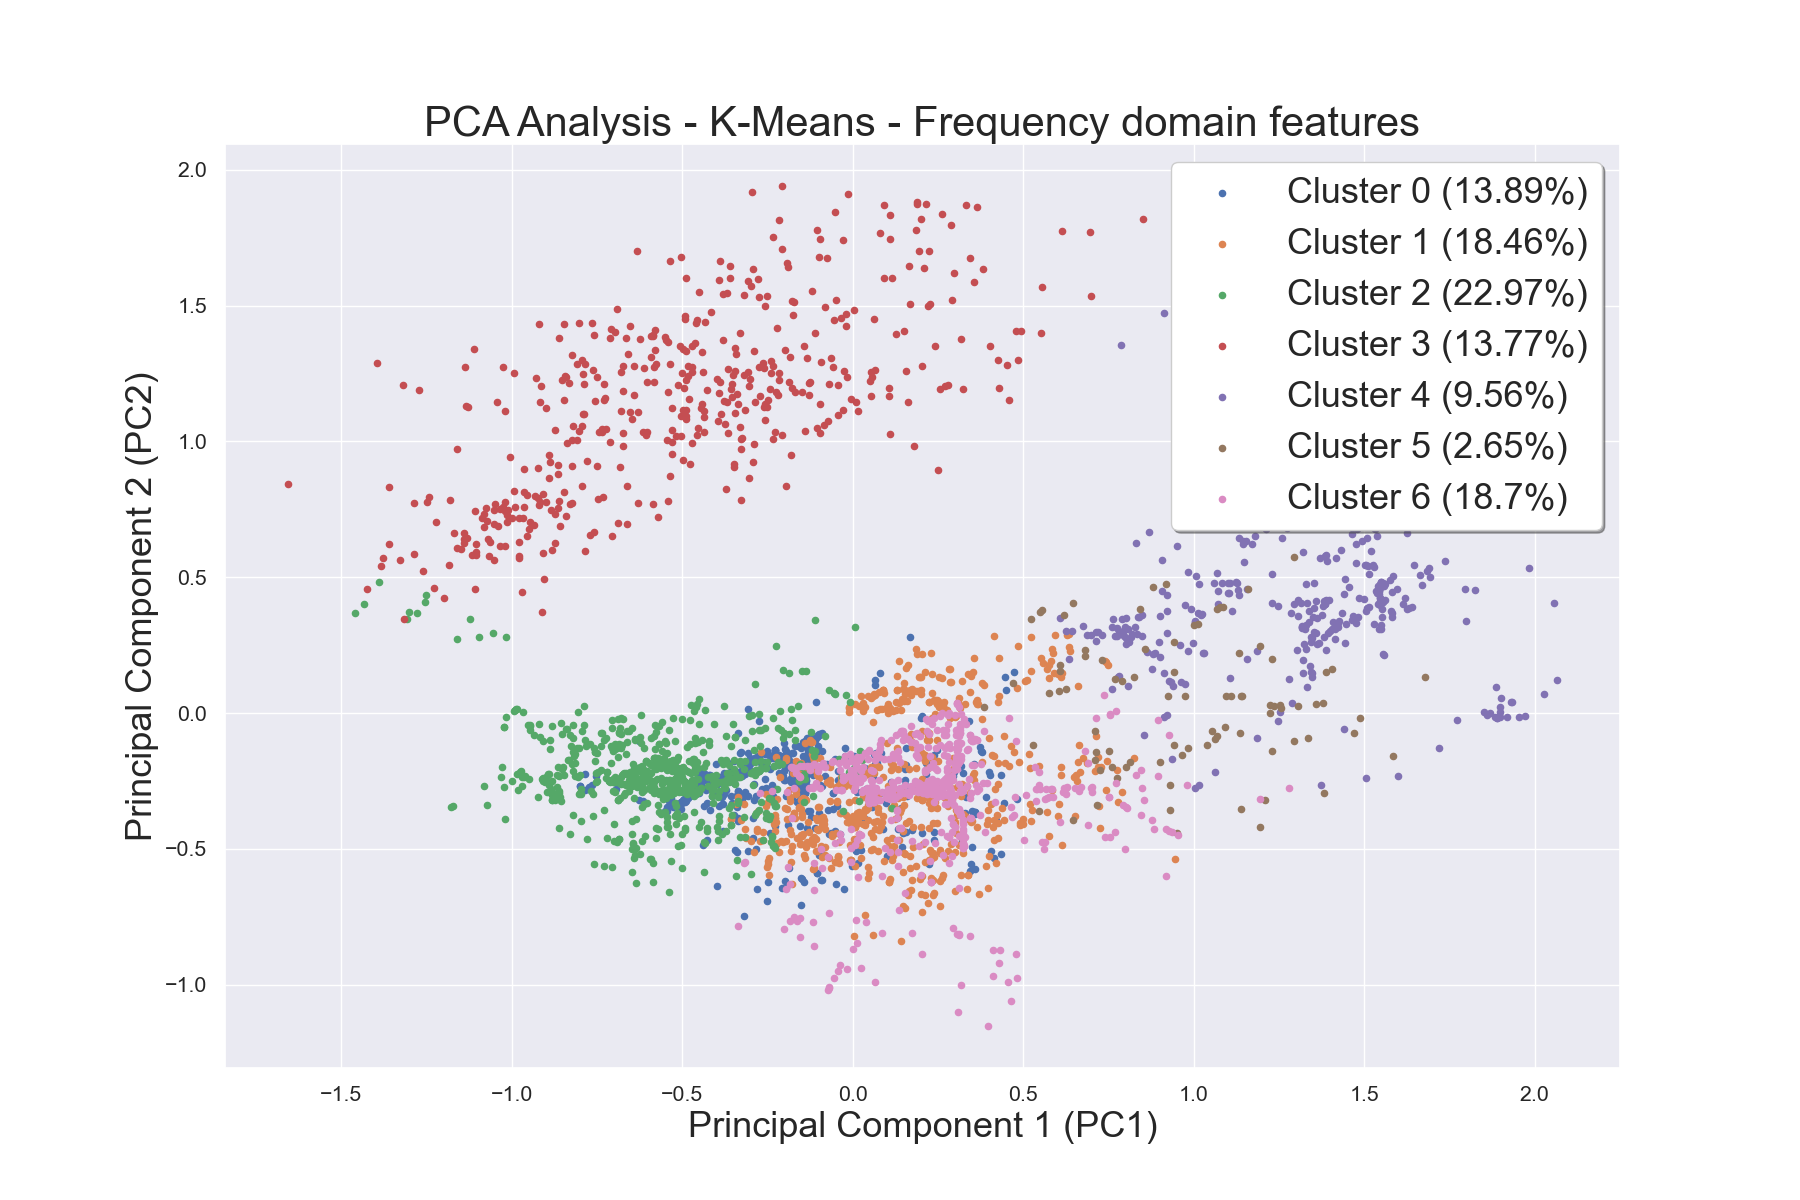 PCA Analysis - K-Means - Frequency domain features
Cluster 0 (13.89%)
Cluster 1 (18.46%)
Cluster 2 (22.97%)
Cluster 3 (13.77%)
Cluster 4 (9.56%)
Cluster 5 (2.65%)
Cluster 6 (18.7%)
Principal Component 2 (PC2)
2.0
1.5
1.0
0.5
0.0
−0.5
−1.0
−1.5 −1.0 −0.5 0.0 0.5 1.0 1.5 2.0
Principal Component 1 (PC1)